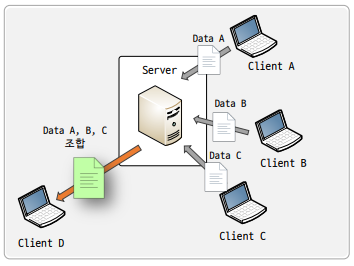 Data A
Server
Client A
Data B
Data A, B, C
조합
Data C
Client B
Client D
Client C